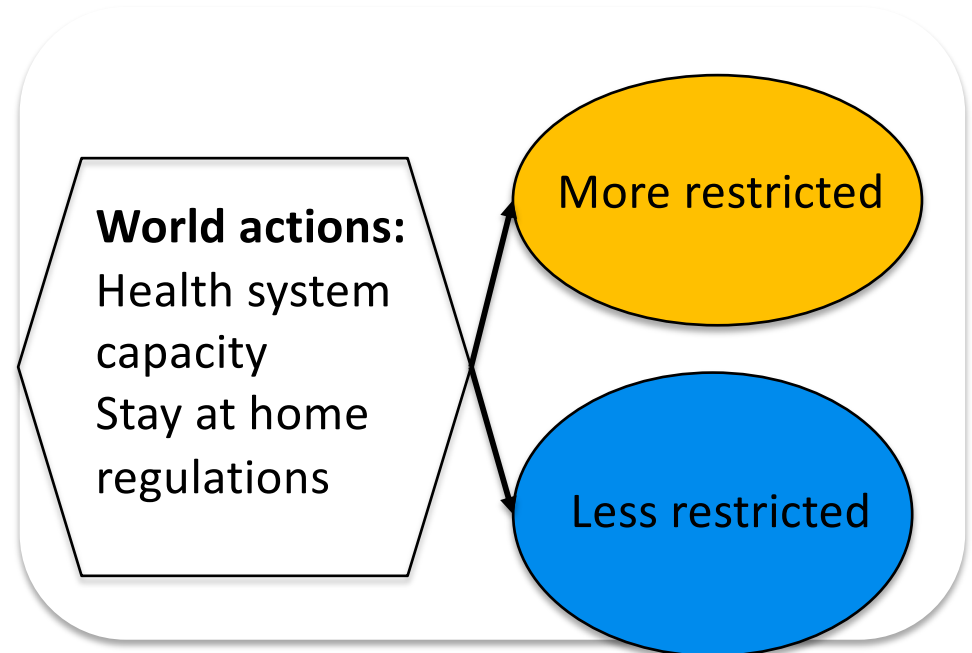 World actions:
Health system
capacity
Stay at home
regulations
More restricted
Less restricted